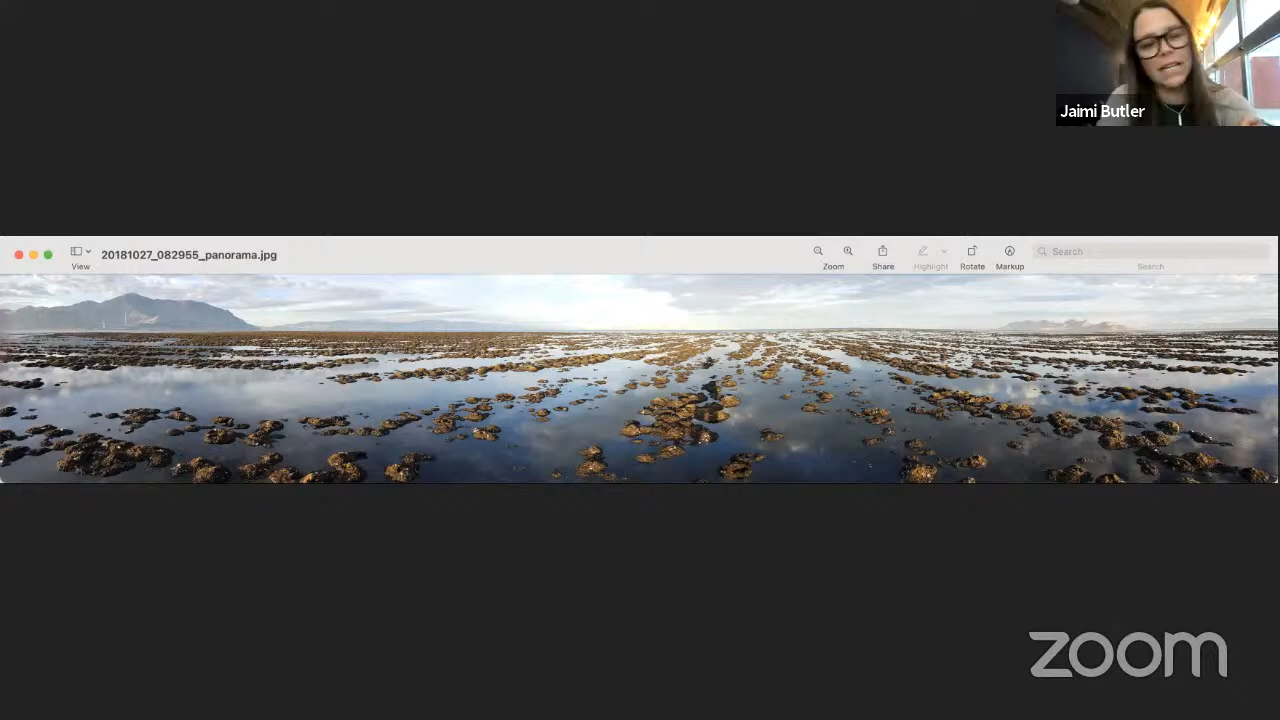 Jaimi Butler
20181027_082955_panorama.jpg
Search
View
Zoom
Share
Highlight
Rotate
Markup
Search
zoom